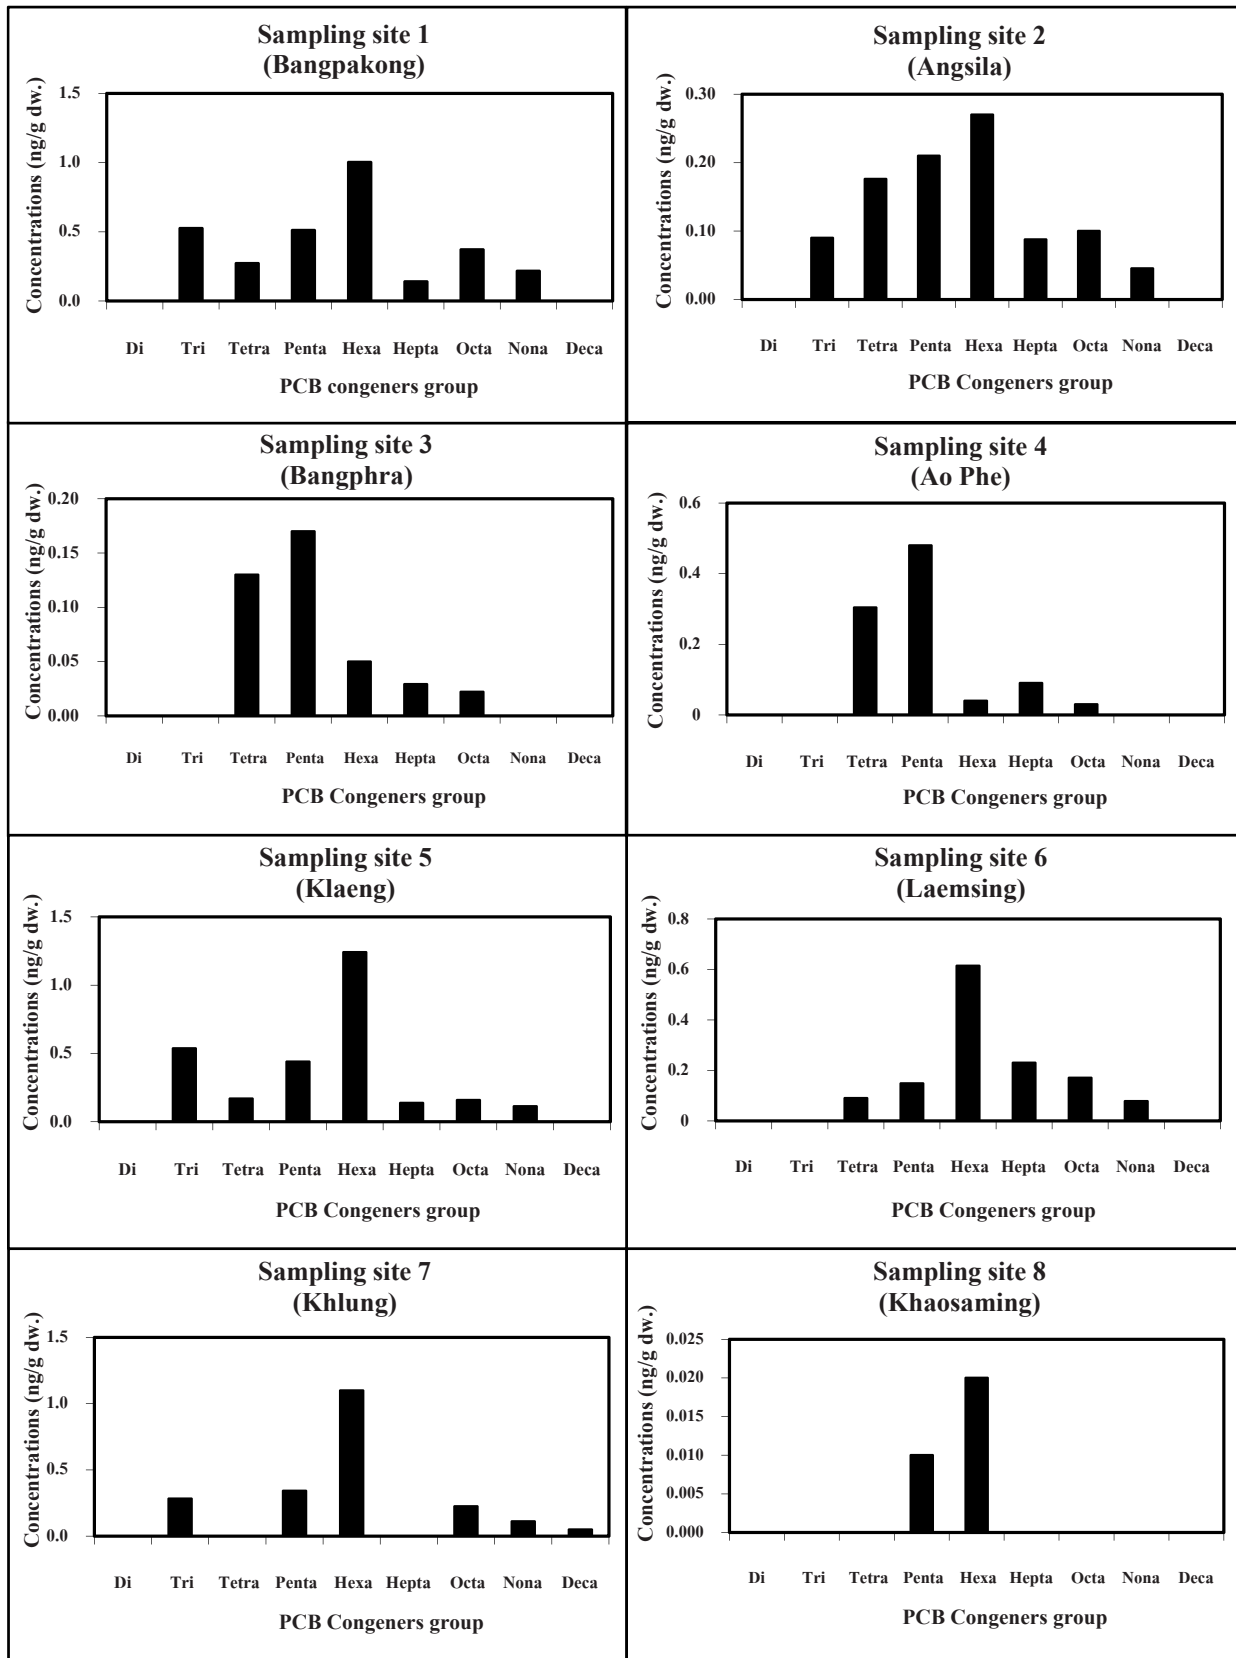 Sampling site 1
(Bangpakong)
Concentrations (ng/g dw.)
1.5
1.0
0.5
0.0
Di Tri Tetra Penta Hexa Hepta Octa Nona Deca
PCB congeners group
Sampling site 2
(Angsila)
Concentrations (ng/g dw.)
0.30
0.20
0.10
0.00
Di Tri Tetra Penta Hexa Hepta Octa Nona Deca
PCB Congeners group
Sampling site 3
(Bangphra)
Concentrations (ng/g dw.)
0.20
0.15
0.10
0.05
0.00
Di Tri Tetra Penta Hexa Hepta Octa Nona Deca
PCB Congeners group
Sampling site 4
(Ao Phe)
Concentrations (ng/g dw.)
0.6
0.4
0.2
0
Di Tri Tetra Penta Hexa Hepta Octa Nona Deca
PCB Congeners group
Sampling site 5
(Klaeng)
Concentrations (ng/g dw.)
1.5
1.0
0.5
0.0
Di Tri Tetra Penta Hexa Hepta Octa Nona Deca
PCB Congeners group
Sampling site 6
(Laemsing)
Concentrations (ng/g dw.)
0.8
0.6
0.4
0.2
0
Di Tri Tetra Penta Hexa Hepta Octa Nona Deca
PCB Congeners group
Sampling site 7
(Khlung)
Concentrations (ng/g dw.)
1.5
1.0
0.5
0.0
Di Tri Tetra Penta Hexa Hepta Octa Nona Deca
PCB Congeners group
Sampling site 8
(Khaosaming)
Concentrations (ng/g dw.)
0.025
0.020
0.015
0.010
0.005
0.000
Di Tri Tetra Penta Hexa Hepta Octa Nona Deca
PCB Congeners group